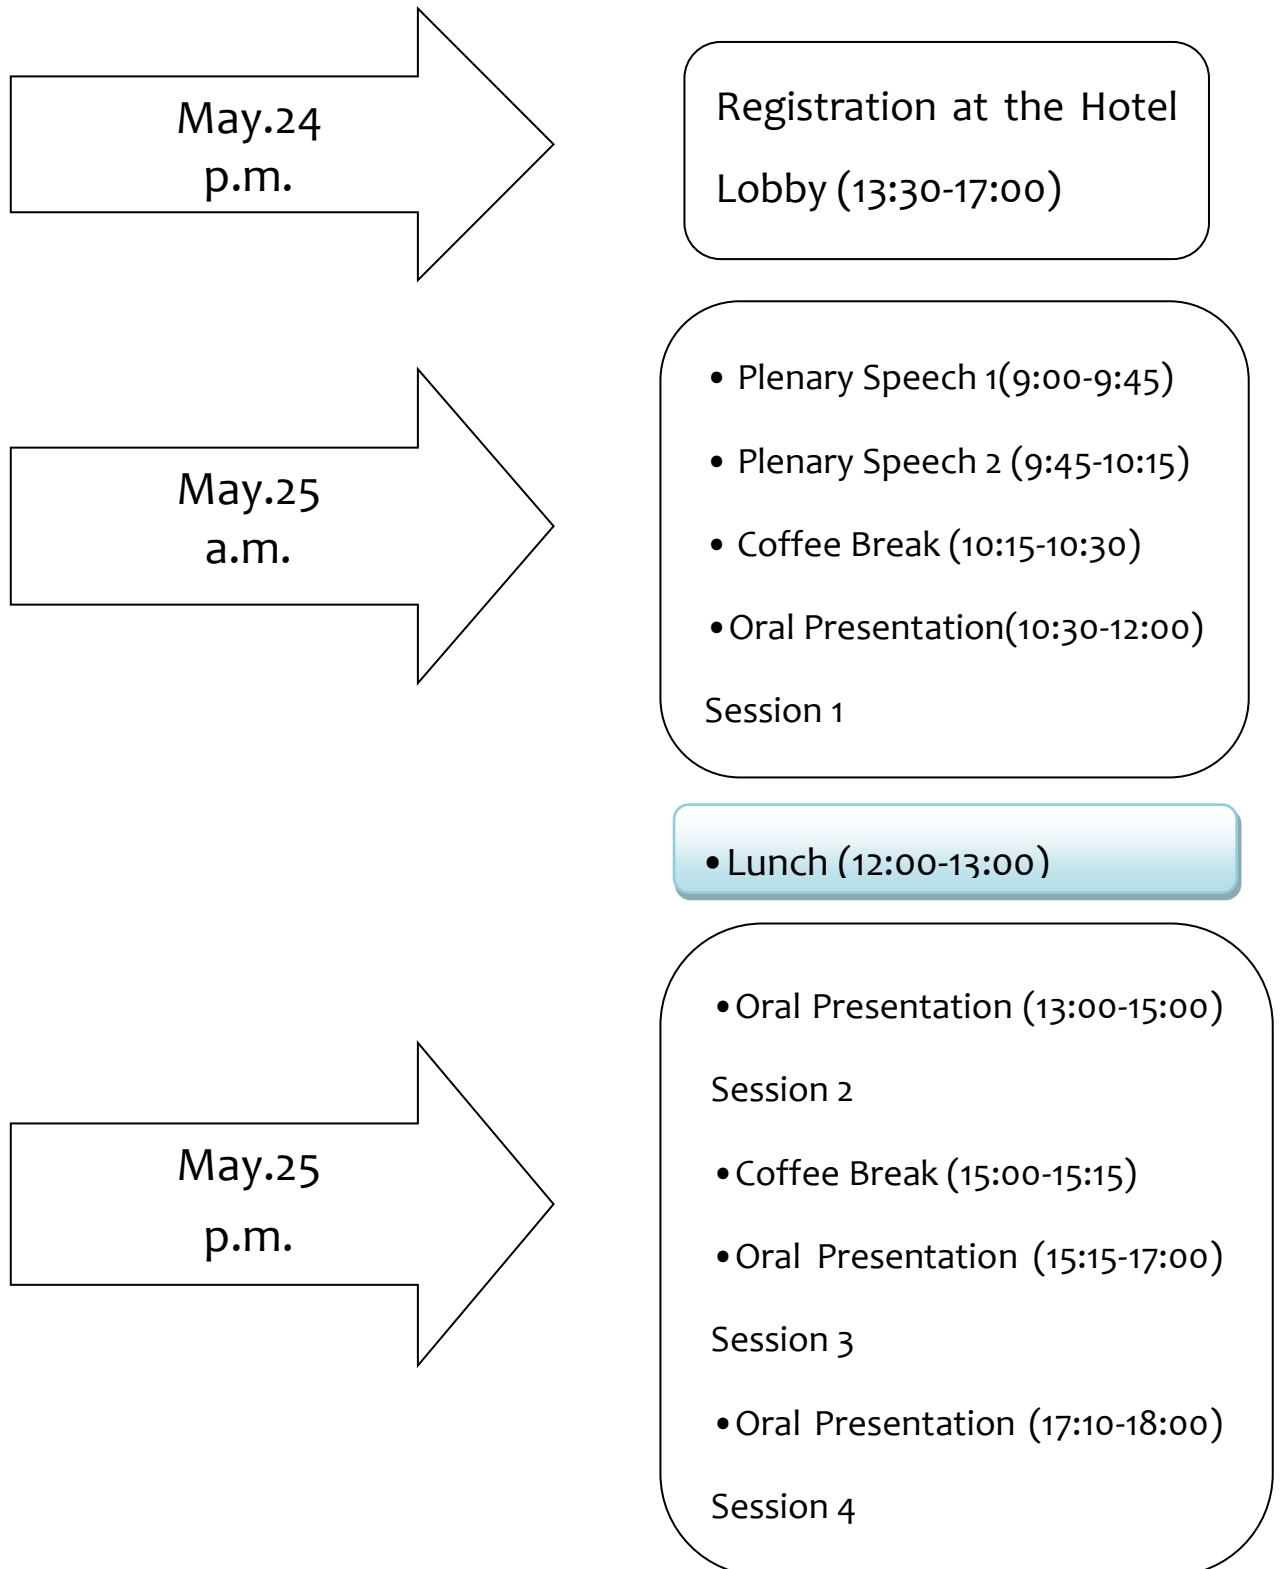 May.24
p.m.
Registration at the Hotel
Lobby (13:30-17:00)
May.25
a.m.
• Plenary Speech 1(9:00-9:45)
• Plenary Speech 2 (9:45-10:15)
• Coffee Break (10:15-10:30)
•Oral Presentation(10:30-12:00)
Session 1
•Lunch (12:00-13:00)
May.25
p.m.
•Oral Presentation (13:00-15:00)
Session 2
•Coffee Break (15:00-15:15)
•Oral Presentation (15:15-17:00)
Session 3
•Oral Presentation (17:10-18:00)
Session 4